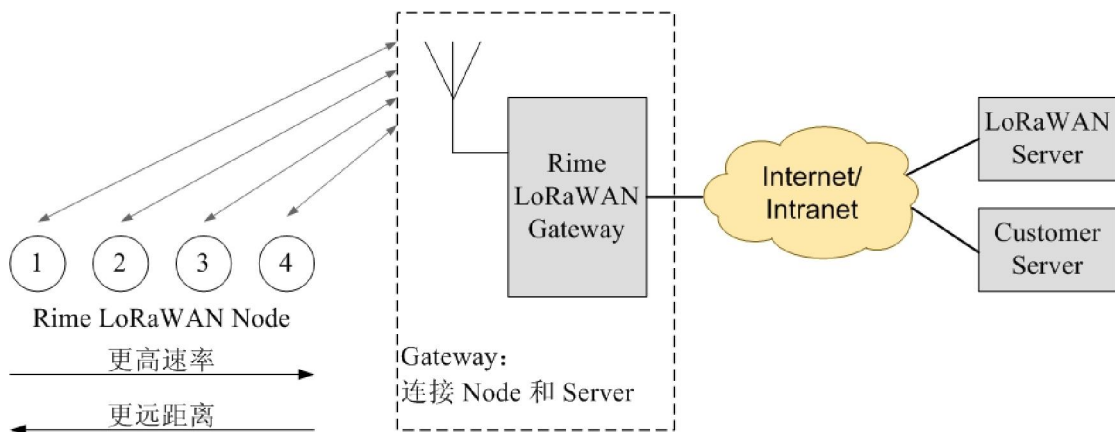 1 2 3 4
Rime LoRaWAN Node
更高速率
更远距离
Rime
LoRaWAN
Gateway
Gateway：
连接 Node 和 Server
Internet/
Intranet
LoRaWAN
Server
Customer
Server